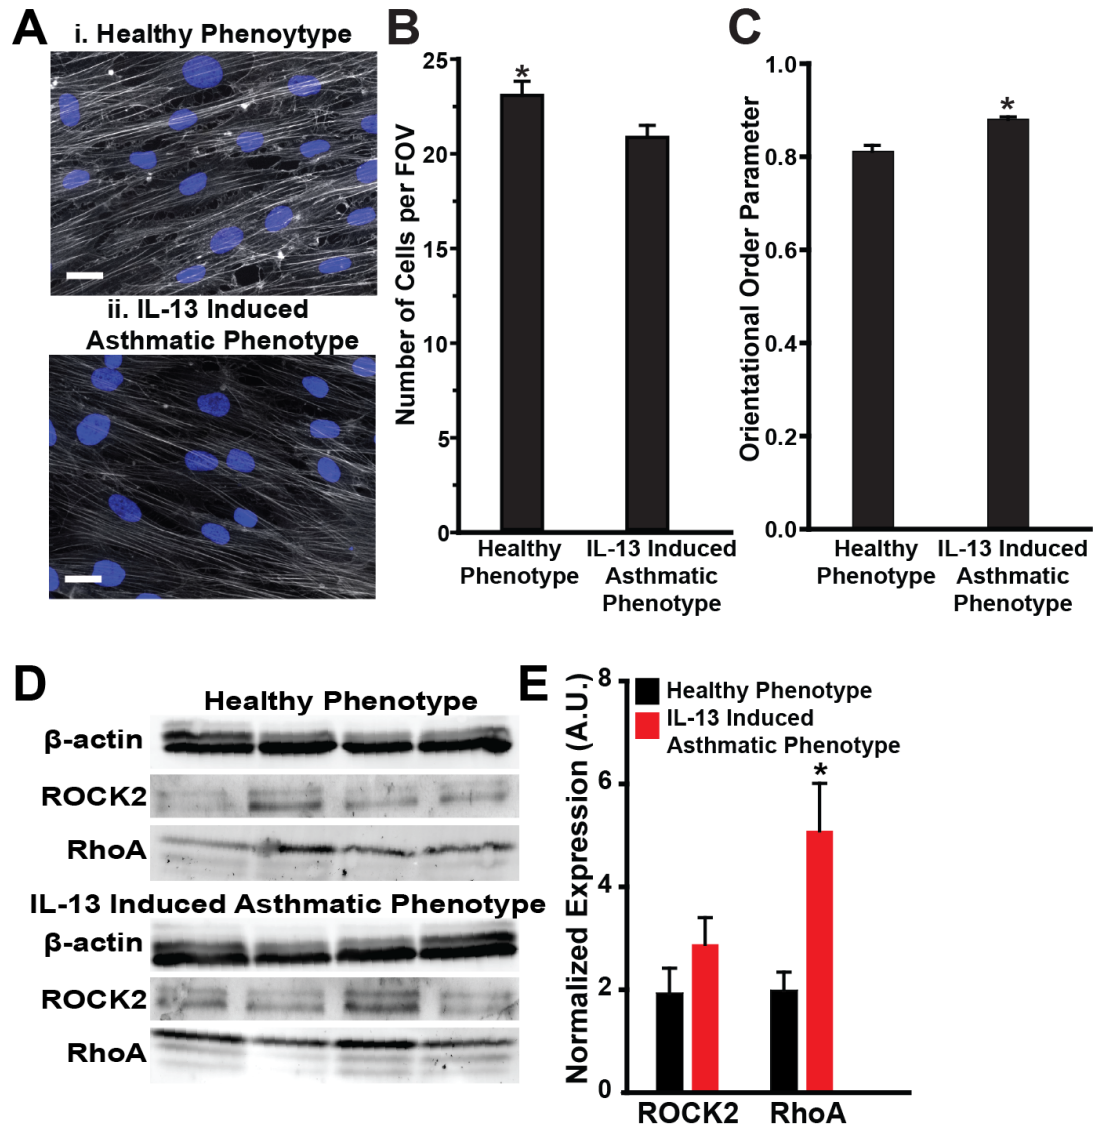 A
i. Healthy Phenoytype
ii. IL-13 Induced
Asthmatic Phenotype
B
Number of Cells per FOV
25
20
15
10
5
0
*
Healthy
Phenotype
IL-13 Induced
Asthmatic
Phenotype
C
Orientational Order Parameter
1.0
0.8
0.6
0.4
0.2
0.0
*
Healthy
Phenotype
IL-13 Induced
Asthmatic
Phenotype
D
Healthy Phenotype
β-actin
ROCK2
RhoA
IL-13 Induced Asthmatic Phenotype
β-actin
ROCK2
RhoA
E
Normalized Expression (A.U.)
8
6
4
2
0
Healthy Phenotype
IL-13 Induced
Asthmatic Phenotype
*
ROCK2
RhoA